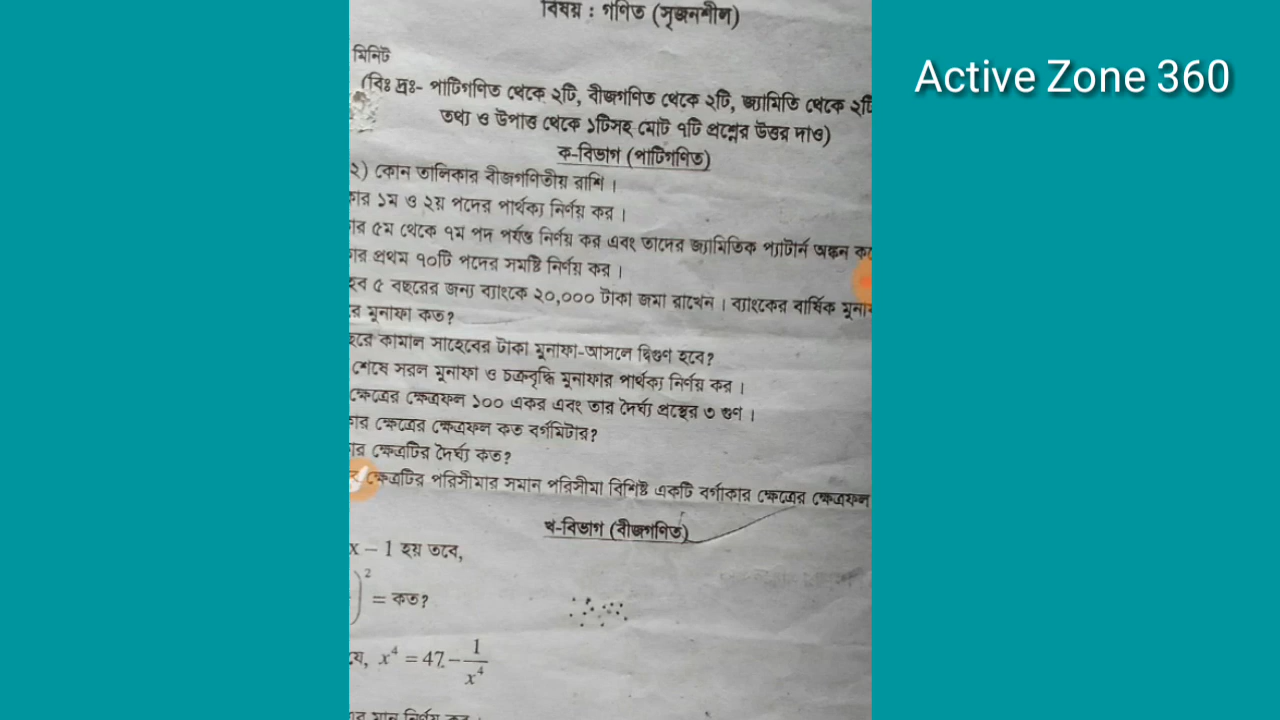 বিষয় : গণিত (সৃজনশীল)
Active Zone 360
মিনিট
(বিঃ দ্রঃ- পাটিগণিত থেকে ২টি, বীজগণিত থেকে ২টি, জ্যামিতি থেকে ২টি
তথ্য ও উপাত্ত থেকে ১টিসহ মোট ৭টি প্রশ্নের উত্তর দাও)
ক-বিভাগ (পাটিগণিত)
২) কোন তালিকার বীজগণিতীয় রাশি ।
কার ১ম ও ২য় পদের পার্থক্য নির্ণয় কর ।
কার ৫ম থেকে ৭ম পদ পর্যন্ত নির্ণয় কর এবং তাদের জ্যামিতিক প্যাটার্ন অঙ্কন কর
কার প্রথম ৭০টি পদের সমষ্টি নির্ণয় কর ।
হেব ৫ বছরের জন্য ব্যাংকে ২০,০০০ টাকা জমা রাখেন । ব্যাংকের বার্ষিক মুনা
র মুনাফা কত?
ছরে কামাল সাহেবের টাকা মুনাফা-আসলে দ্বিগুণ হবে?
শেষে সরল মুনাফা ও চক্রবৃদ্ধি মুনাফার পার্থক্য নির্ণয় কর ।
ক্ষেত্রের ক্ষেত্রফল ১০০ একর এবং তার দৈর্ঘ্য প্রস্থের ৩ গুণ ।
কার ক্ষেত্রের ক্ষেত্রফল কত বর্গমিটার?
ার ক্ষেত্রটির দৈর্ঘ্য কত?
র ক্ষেত্রটির পরিসীমার সমান পরিসীমা বিশিষ্ট একটি বর্গাকার ক্ষেত্রের ক্ষেত্রফল
খ-বিভাগ (বীজগণিত)
x − 1 হয় তবে,
)² = কত?
যে, x⁴ = 47 − 1/x⁴
র মান নির্ণয় কর ।